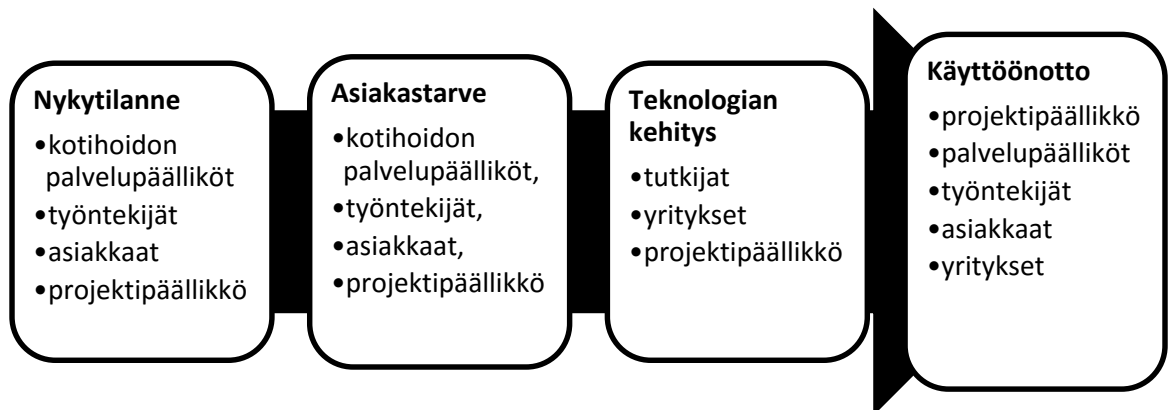 Nykytilanne
•kotihoidon
palvelupäälliköt
•työntekijät
•asiakkaat
•projektipäällikkö
Asiakastarve
•kotihoidon
palvelupäälliköt,
•työntekijät,
•asiakkaat,
•projektipäällikkö
Teknologian
kehitys
•tutkijat
•yritykset
•projektipäällikkö
Käyttöönotto
•projektipäällikkö
•palvelupäälliköt
•työntekijät
•asiakkaat
•yritykset